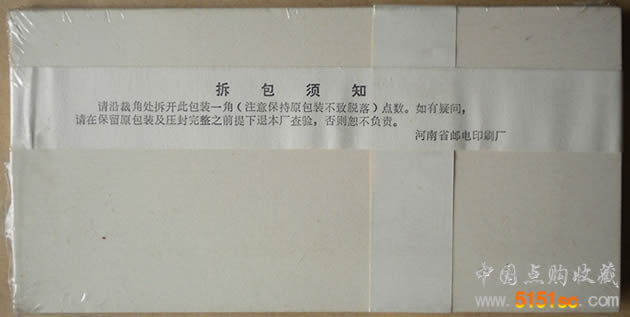 拆包须知
请沿裁角处拆开此包装一角(注意保持原包装不致脱落)点数。如有疑问,
请在保留原包装及压封完整之前提下退本厂查验,否则恕不负责。
河南省邮电印刷厂
中国点购收藏
www.5151sc.com